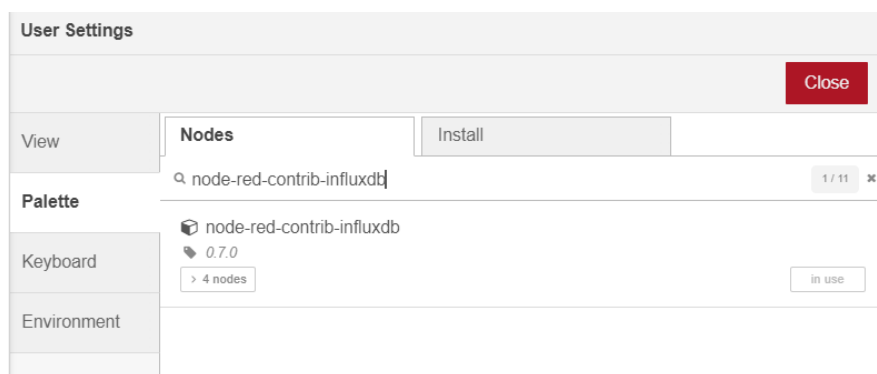 User Settings
Close
View
Nodes
Install
node-red-contrib-influxdb
1 / 11 ×
Palette
node-red-contrib-influxdb
0.7.0
Keyboard
> 4 nodes
in use
Environment